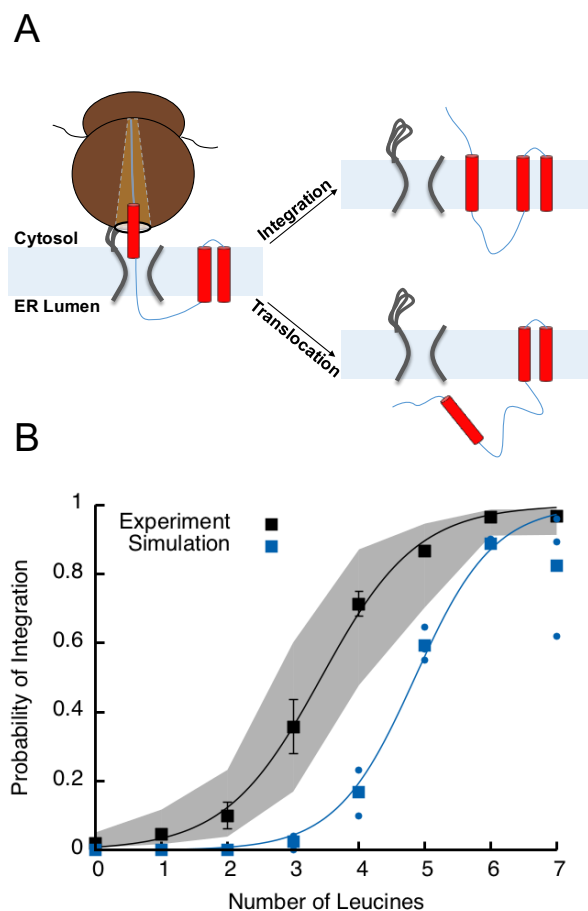 A
Cytosol
ER Lumen
Integration
Translocation
B
Probability of Integration
1
0.8
0.6
0.4
0.2
0
Experiment
Simulation
0 1 2 3 4 5 6 7
Number of Leucines